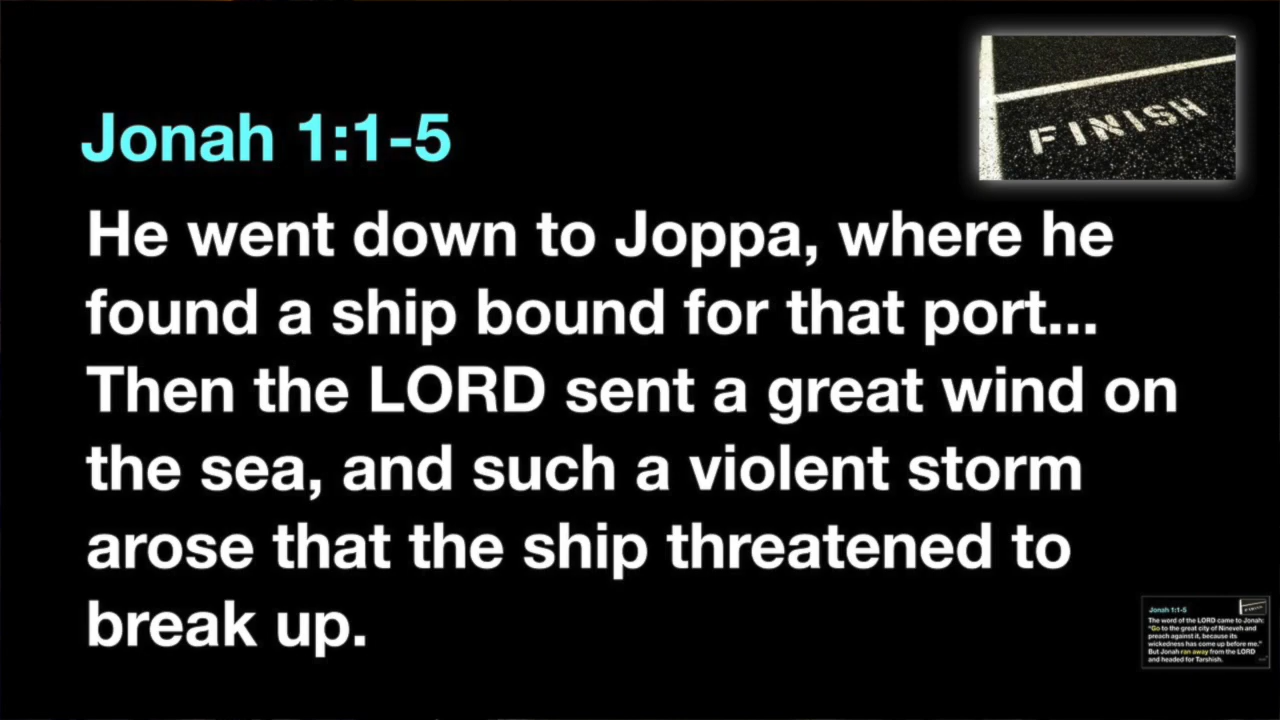 FINISH
Jonah 1:1-5
He went down to Joppa, where he
found a ship bound for that port...
Then the LORD sent a great wind on
the sea, and such a violent storm
arose that the ship threatened to
break up.
Jonah 1:1-5
FINISH
The word of the LORD came to Jonah:
"Go to the great city of Nineveh and
preach against it, because its
wickedness has come up before me."
But Jonah ran away from the LORD
and headed for Tarshish.